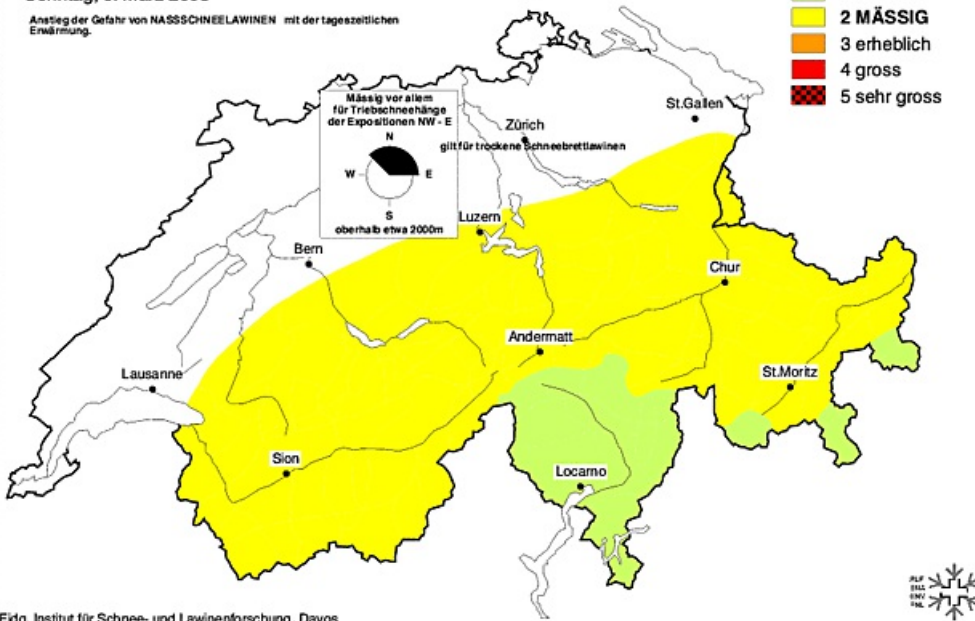 Anstieg der Gefahr von NASSSCHNEELAWINEN mit der tageszeitlichen
Erwärmung.
2 MÄSSIG
3 erheblich
4 gross
5 sehr gross
Mässig vor allem
für Triebschneehänge
der Expositionen NW - E
N
W
E
S
oberhalb etwa 2000m
gilt für trockene Schneebrettlawinen
St.Gallen
Zürich
Luzern
Bern
Chur
Andermatt
Lausanne
St.Moritz
Sion
Locarno
Eidg. Institut für Schnee- und Lawinenforschung, Davos